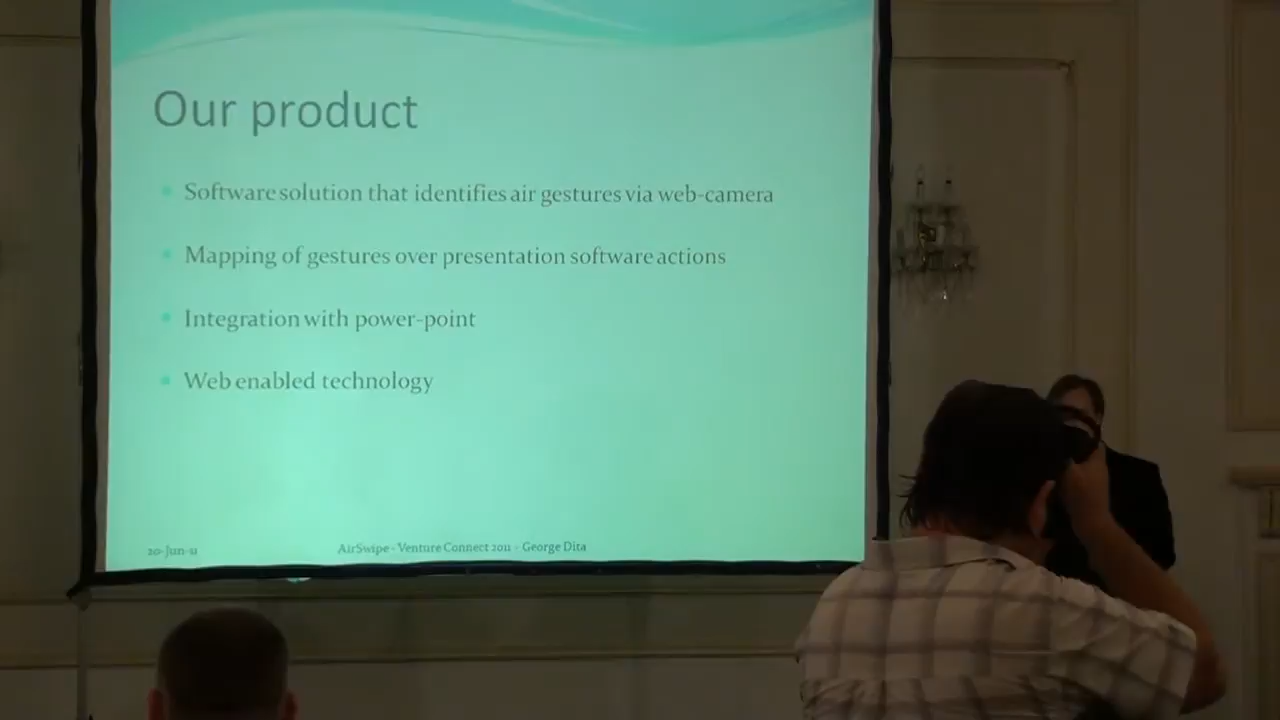 Our product
Software solution that identifies air gestures via web-camera
Mapping of gestures over presentation software actions
Integration with power-point
Web enabled technology
20-Jun-11
AirSwipe - Venture Connect 2011 - George Dita